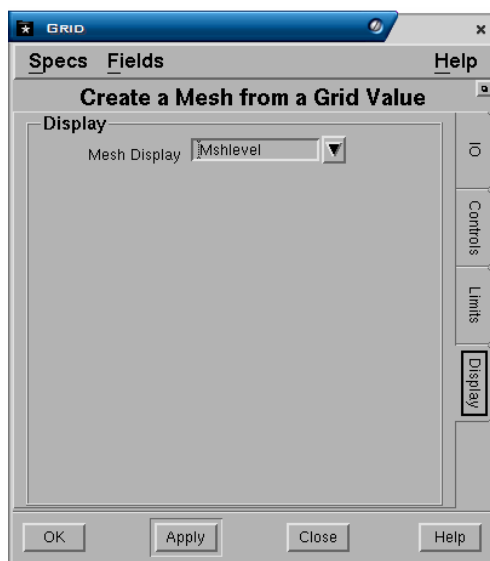 GRID
Specs Fields Help
Create a Mesh from a Grid Value
Display
Mesh Display Mshlevel
IO
Controls
Limits
Display
OK Apply Close Help